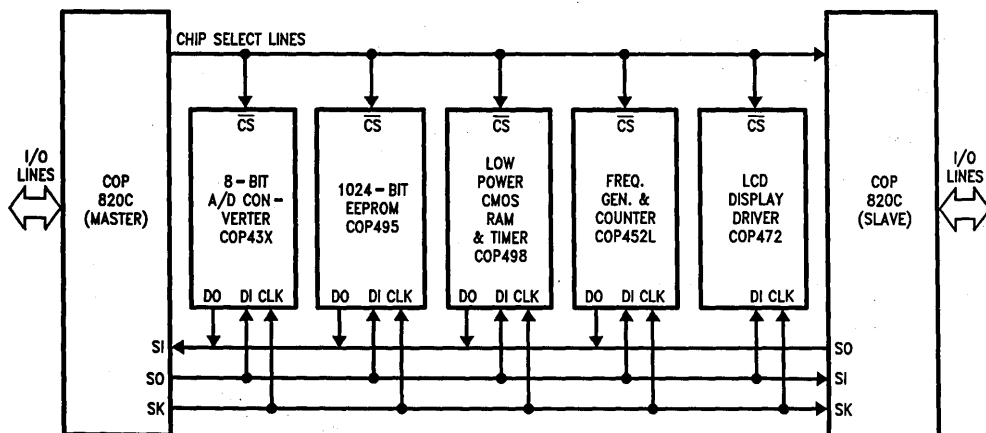 CHIP SELECT LINES
I/O
LINES
COP
820C
(MASTER)
CS
8-BIT
A/D CON-
VERTER
COP43X
DO DI CLK
CS
1024-BIT
EEPROM
COP495
DO DI CLK
CS
LOW
POWER
CMOS
RAM
& TIMER
COP498
DO DI CLK
CS
FREQ.
GEN. &
COUNTER
COP452L
DO DI CLK
CS
LCD
DISPLAY
DRIVER
COP472
DI CLK
COP
820C
(SLAVE)
I/O
LINES
SI
SO
SK
SO
SI
SK